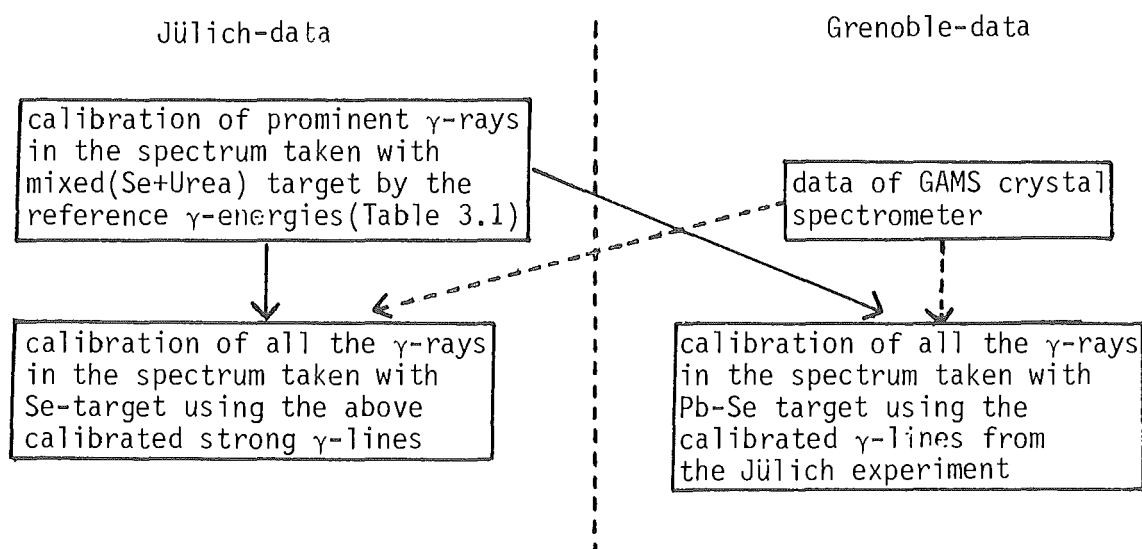 Jülich-data
calibration of prominent γ-rays
in the spectrum taken with
mixed(Se+Urea) target by the
reference γ-energies(Table 3.1)
calibration of all the γ-rays
in the spectrum taken with
Se-target using the above
calibrated strong γ-lines
Grenoble-data
data of GAMS crystal
spectrometer
calibration of all the γ-rays
in the spectrum taken with
Pb-Se target using the
calibrated γ-lines from
the Jülich experiment